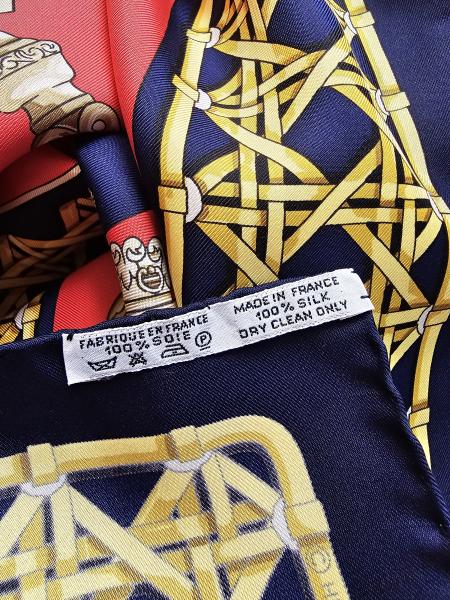 FABRIQUE EN FRANCE
100% SOIE
P
MADE IN FRANCE
100% SILK
DRY CLEAN ONLY
© H